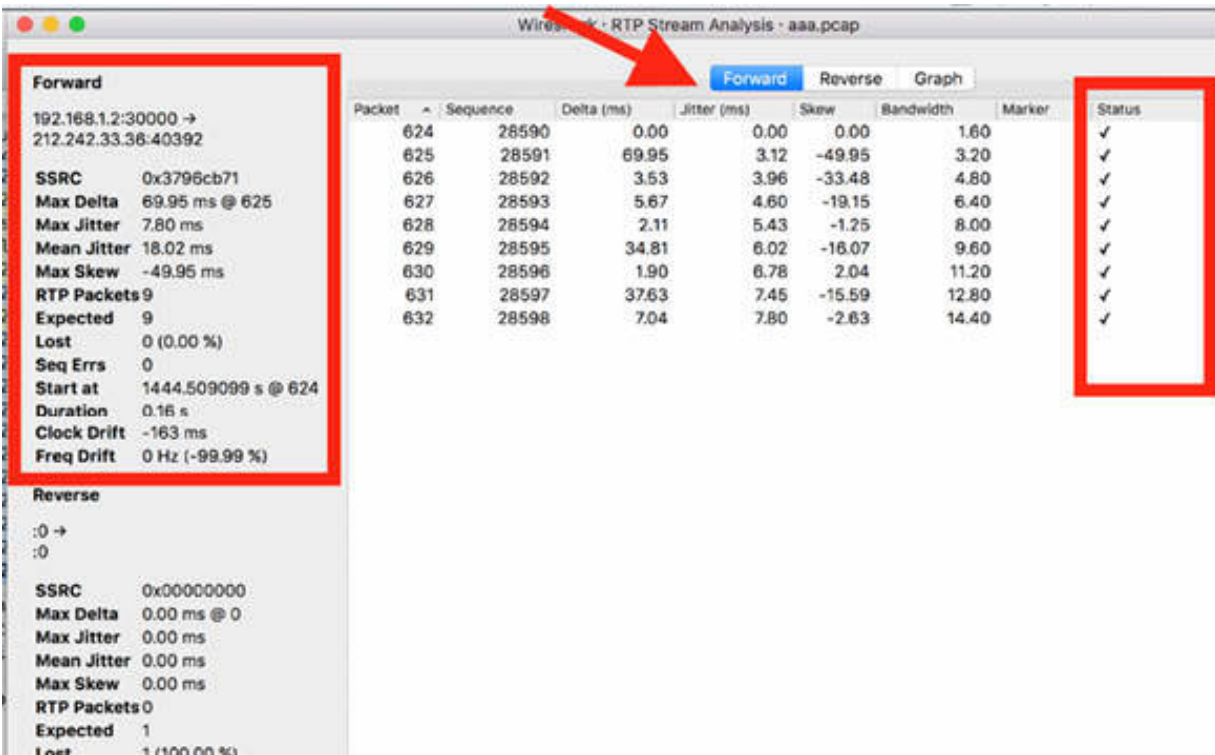 Wireshark · RTP Stream Analysis · aaa.pcap
Forward Reverse Graph
Forward
192.168.1.2:30000 →
212.242.33.36:40392
SSRC 0x3796cb71
Max Delta 69.95 ms @ 625
Max Jitter 7.80 ms
Mean Jitter 18.02 ms
Max Skew -49.95 ms
RTP Packets 9
Expected 9
Lost 0 (0.00 %)
Seq Errs 0
Start at 1444.509099 s @ 624
Duration 0.16 s
Clock Drift -163 ms
Freq Drift 0 Hz (-99.99 %)
Reverse
:0 →
:0
SSRC 0x00000000
Max Delta 0.00 ms @ 0
Max Jitter 0.00 ms
Mean Jitter 0.00 ms
Max Skew 0.00 ms
RTP Packets 0
Expected 1
Lost 1 (100.00 %)
Packet Sequence Delta (ms) Jitter (ms) Skew Bandwidth Marker Status
624 28590 0.00 0.00 0.00 1.60 ✓
625 28591 69.95 3.12 -49.95 3.20 ✓
626 28592 3.53 3.96 -33.48 4.80 ✓
627 28593 5.67 4.60 -19.15 6.40 ✓
628 28594 2.11 5.43 -1.25 8.00 ✓
629 28595 34.81 6.02 -16.07 9.60 ✓
630 28596 1.90 6.78 2.04 11.20 ✓
631 28597 37.63 7.45 -15.59 12.80 ✓
632 28598 7.04 7.80 -2.63 14.40 ✓